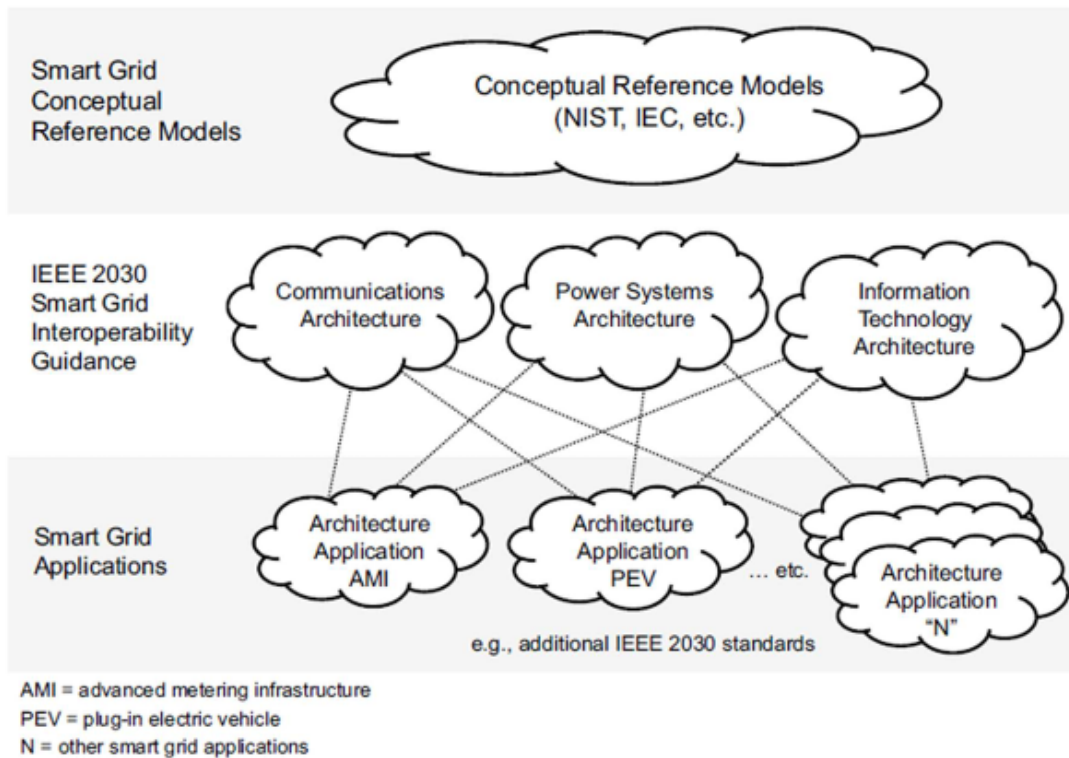 Smart Grid
Conceptual
Reference Models
Conceptual Reference Models
(NIST, IEC, etc.)
IEEE 2030
Smart Grid
Interoperability
Guidance
Communications
Architecture
Power Systems
Architecture
Information
Technology
Architecture
Smart Grid
Applications
Architecture
Application
AMI
Architecture
Application
PEV
... etc.
Architecture
Application
“N”
e.g., additional IEEE 2030 standards
AMI = advanced metering infrastructure
PEV = plug-in electric vehicle
N = other smart grid applications